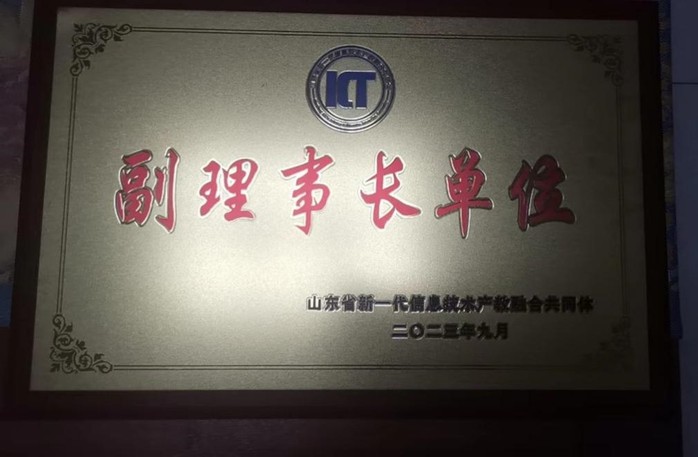 ICT
副理事长单位
山东省新一代信息技术产教融合共同体
二〇二三年九月